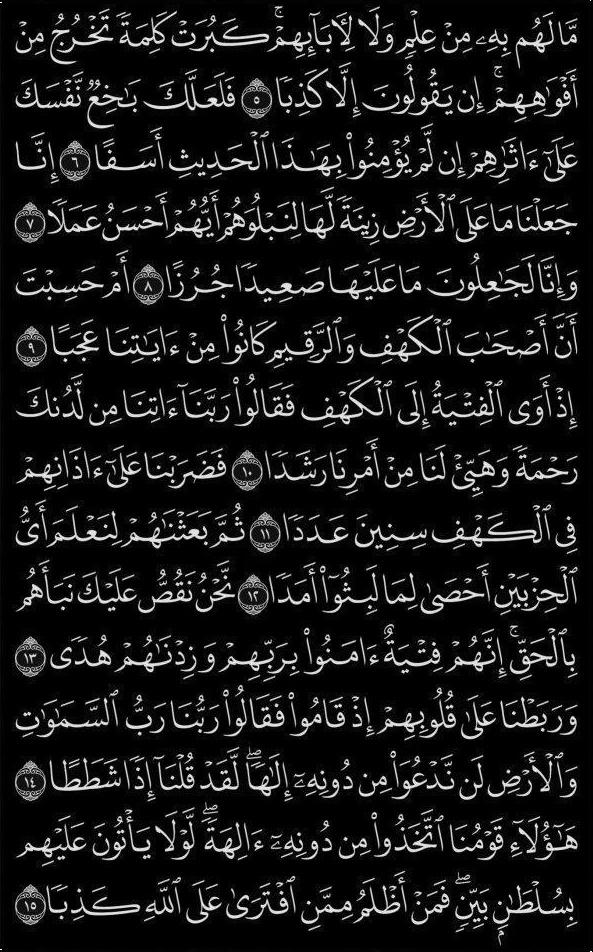 مَّا لَهُم بِهِۦ مِنْ عِلْمٍ وَلَا لِأَبَآئِهِمْ ۚ كَبُرَتْ كَلِمَةً تَخْرُجُ مِنْ
أَفْوَٰهِهِمْ ۚ إِن يَقُولُونَ إِلَّا كَذِبًا ٥ فَلَعَلَّكَ بَٰخِعٌ نَّفْسَكَ
عَلَىٰٓ ءَاثَٰرِهِمْ إِن لَّمْ يُؤْمِنُوا۟ بِهَٰذَا ٱلْحَدِيثِ أَسَفًا ٦ إِنَّا
جَعَلْنَا مَا عَلَى ٱلْأَرْضِ زِينَةً لَّهَا لِنَبْلُوَهُمْ أَيُّهُمْ أَحْسَنُ عَمَلًا ٧
وَإِنَّا لَجَٰعِلُونَ مَا عَلَيْهَا صَعِيدًا جُرُزًا ٨ أَمْ حَسِبْتَ
أَنَّ أَصْحَٰبَ ٱلْكَهْفِ وَٱلرَّقِيمِ كَانُوا۟ مِنْ ءَايَٰتِنَا عَجَبًا ٩
إِذْ أَوَى ٱلْفِتْيَةُ إِلَى ٱلْكَهْفِ فَقَالُوا۟ رَبَّنَآ ءَاتِنَا مِن لَّدُنكَ
رَحْمَةً وَهَيِّئْ لَنَا مِنْ أَمْرِنَا رَشَدًا ١٠ فَضَرَبْنَا عَلَىٰٓ ءَاذَانِهِمْ
فِى ٱلْكَهْفِ سِنِينَ عَدَدًا ١١ ثُمَّ بَعَثْنَٰهُمْ لِنَعْلَمَ أَىُّ
ٱلْحِزْبَيْنِ أَحْصَىٰ لِمَا لَبِثُوٓا۟ أَمَدًا ١٢ نَّحْنُ نَقُصُّ عَلَيْكَ نَبَأَهُم
بِٱلْحَقِّ ۚ إِنَّهُمْ فِتْيَةٌ ءَامَنُوا۟ بِرَبِّهِمْ وَزِدْنَٰهُمْ هُدًى ١٣
وَرَبَطْنَا عَلَىٰ قُلُوبِهِمْ إِذْ قَامُوا۟ فَقَالُوا۟ رَبُّنَا رَبُّ ٱلسَّمَٰوَٰتِ
وَٱلْأَرْضِ لَن نَّدْعُوَا۟ مِن دُونِهِۦٓ إِلَٰهًا ۖ لَّقَدْ قُلْنَآ إِذًا شَطَطًا ١٤
هَٰٓؤُلَآءِ قَوْمُنَا ٱتَّخَذُوا۟ مِن دُونِهِۦٓ ءَالِهَةً ۖ لَّوْلَا يَأْتُونَ عَلَيْهِم
بِسُلْطَٰنٍۭ بَيِّنٍ ۖ فَمَنْ أَظْلَمُ مِمَّنِ ٱفْتَرَىٰ عَلَى ٱللَّهِ كَذِبًا ١٥